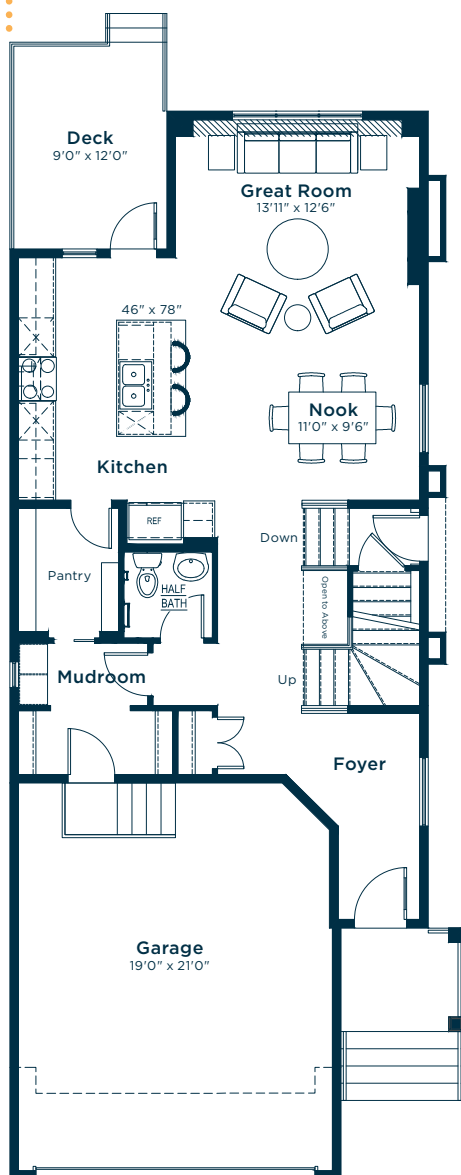 Deck
9'0" x 12'0"
Great Room
13'11" x 12'6"
46" x 78"
Nook
11'0" x 9'6"
Kitchen
REF
Down
Pantry
HALF
BATH
Open to Above
Mudroom
Up
Foyer
Garage
19'0" x 21'0"